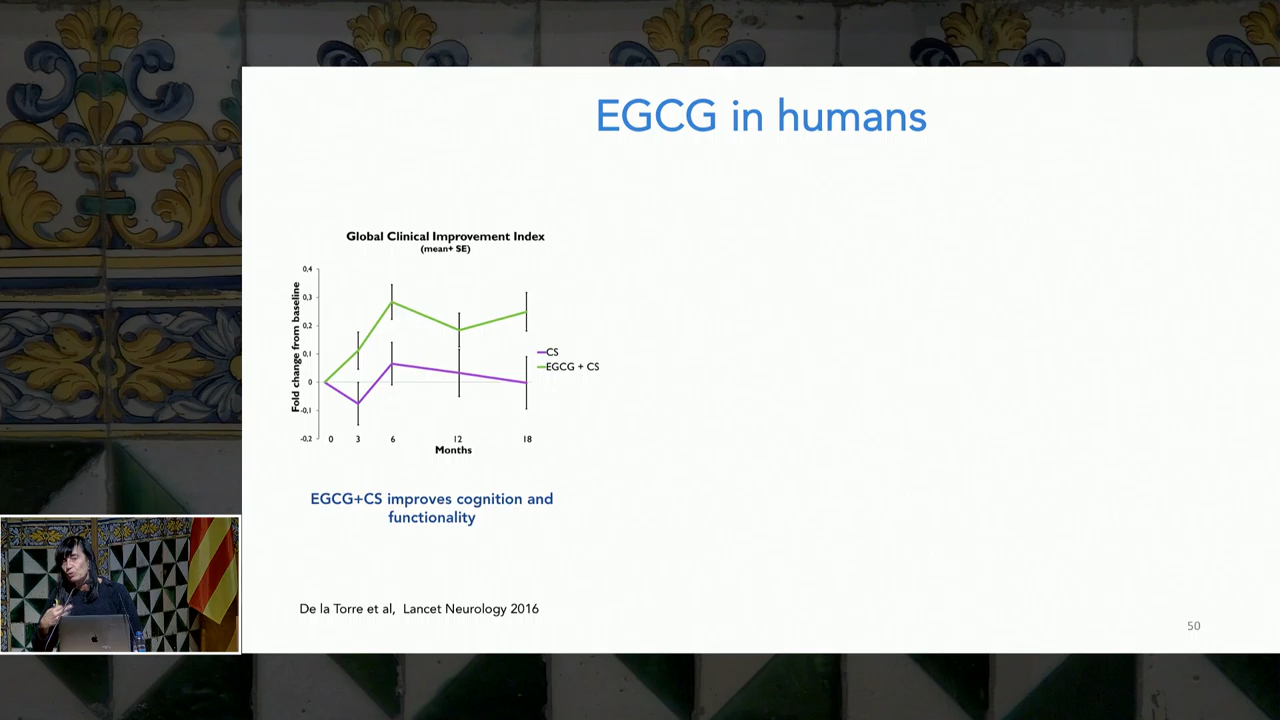 EGCG in humans
Global Clinical Improvement Index
(mean+ SE)
Fold change from baseline
0,4
0,3
0,2
0,1
0
-0,1
-0,2
0 3 6 12 18
Months
CS
EGCG + CS
EGCG+CS improves cognition and
functionality
De la Torre et al, Lancet Neurology 2016
50